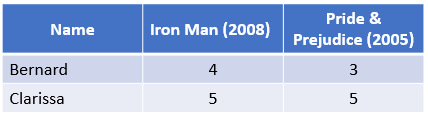 Name Iron Man (2008) Pride &
Prejudice (2005)
Bernard 4 3
Clarissa 5 5